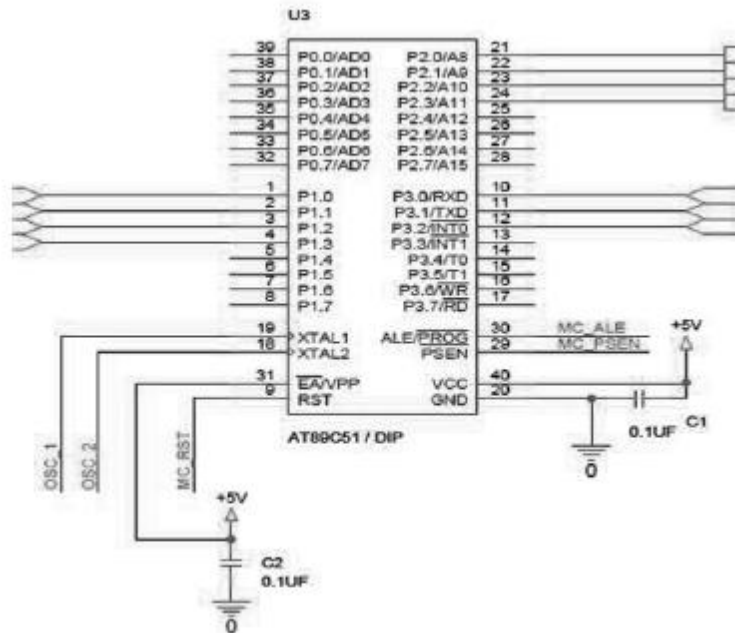 U3
39 P0.0/AD0 P2.0/A8 21
38 P0.1/AD1 P2.1/A9 22
37 P0.2/AD2 P2.2/A10 23
36 P0.3/AD3 P2.3/A11 24
35 P0.4/AD4 P2.4/A12 25
34 P0.5/AD5 P2.5/A13 26
33 P0.6/AD6 P2.6/A14 27
32 P0.7/AD7 P2.7/A15 28
1 P1.0 P3.0/RXD 10
2 P1.1 P3.1/TXD 11
3 P1.2 P3.2/INT0 12
4 P1.3 P3.3/INT1 13
5 P1.4 P3.4/T0 14
6 P1.5 P3.5/T1 15
7 P1.6 P3.6/WR 16
8 P1.7 P3.7/RD 17
19 XTAL1 ALE/PROG 30 MC_ALE
18 XTAL2 PSEN 29 MC_PSEN
+5V
31 EA/VPP VCC 40
9 RST GND 20
C1
0.1UF
0
AT89C51 / DIP
OSC_1
OSC_2
MC_RST
+5V
C2
0.1UF
0